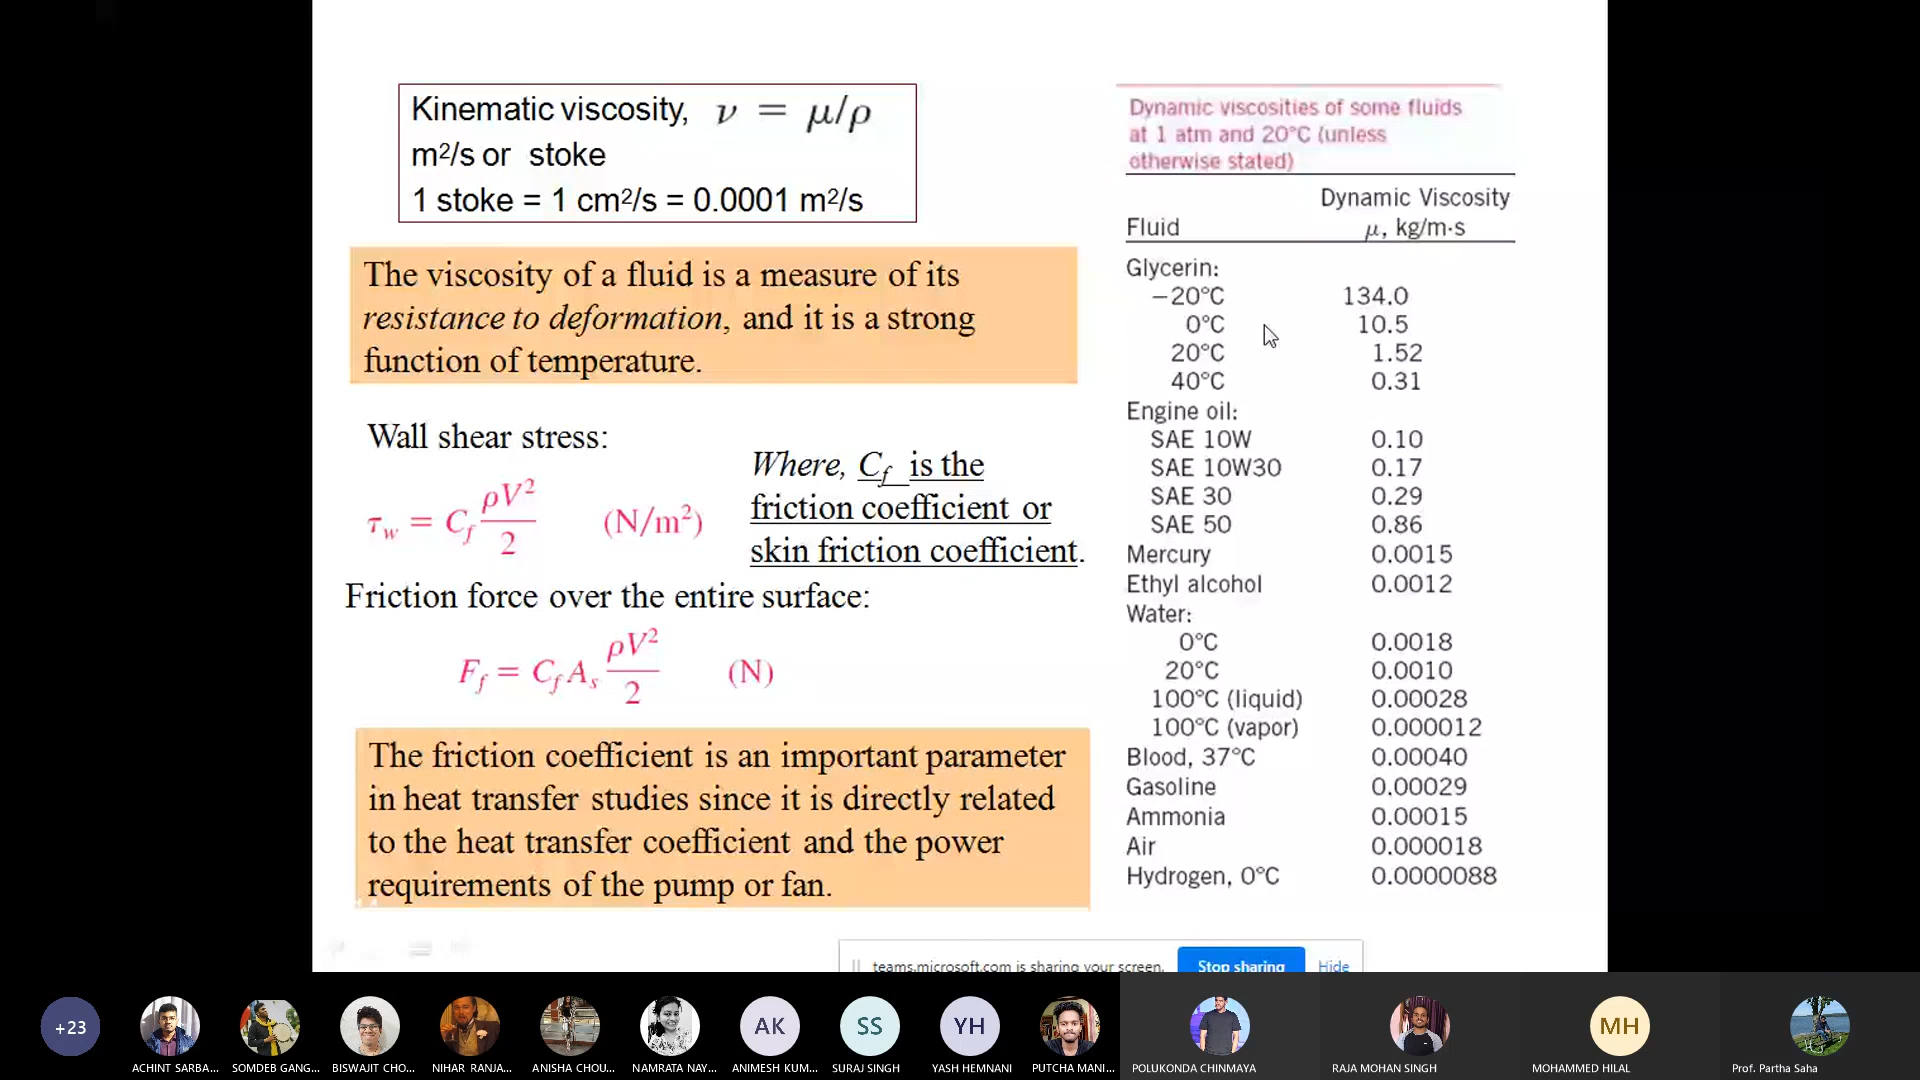 Kinematic viscosity, ν = μ/ρ
m²/s or stoke
1 stoke = 1 cm²/s = 0.0001 m²/s
The viscosity of a fluid is a measure of its
resistance to deformation, and it is a strong
function of temperature.
Wall shear stress:
τw = Cf ρV²/2 (N/m²)
Where, Cf is the
friction coefficient or
skin friction coefficient.
Friction force over the entire surface:
Ff = Cf As ρV²/2 (N)
The friction coefficient is an important parameter
in heat transfer studies since it is directly related
to the heat transfer coefficient and the power
requirements of the pump or fan.
Dynamic viscosities of some fluids
at 1 atm and 20°C (unless
otherwise stated)
Dynamic Viscosity
Fluid μ, kg/m·s
Glycerin:
−20°C 134.0
0°C 10.5
20°C 1.52
40°C 0.31
Engine oil:
SAE 10W 0.10
SAE 10W30 0.17
SAE 30 0.29
SAE 50 0.86
Mercury 0.0015
Ethyl alcohol 0.0012
Water:
0°C 0.0018
20°C 0.0010
100°C (liquid) 0.00028
100°C (vapor) 0.000012
Blood, 37°C 0.00040
Gasoline 0.00029
Ammonia 0.00015
Air 0.000018
Hydrogen, 0°C 0.0000088
teams.microsoft.com is sharing your screen. Stop sharing Hide
+23 AK SS YH MH
ACHINT SARBA... SOMDEB GANG... BISWAJIT CHO... NIHAR RANJA... ANISHA CHOU... NAMRATA NAY... ANIMESH KUM... SURAJ SINGH YASH HEMNANI PUTCHA MANI... POLUKONDA CHINMAYA RAJA MOHAN SINGH MOHAMMED HILAL Prof. Partha Saha